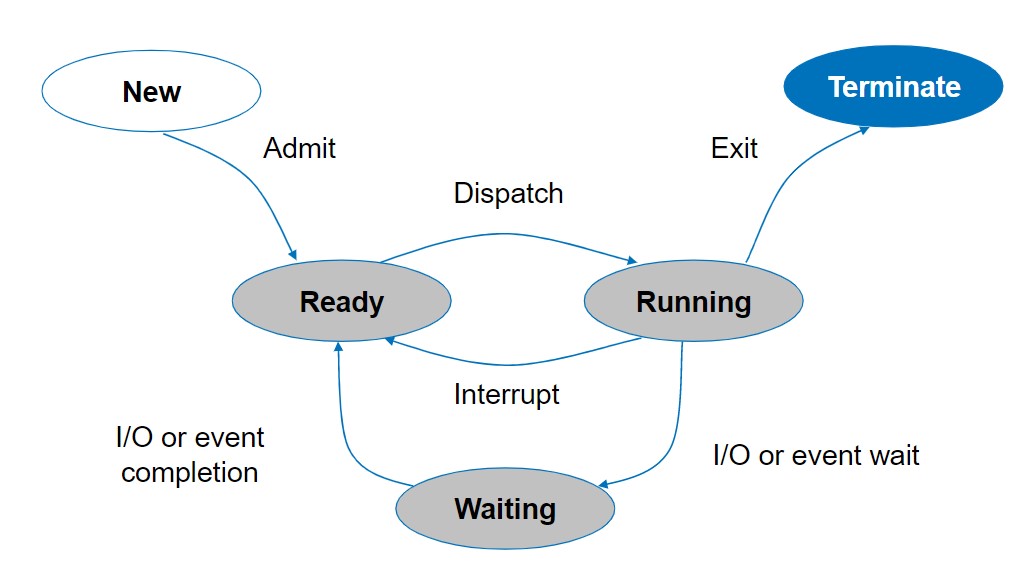 New
Terminate
Admit
Exit
Dispatch
Ready
Running
Interrupt
I/O or event
completion
I/O or event wait
Waiting